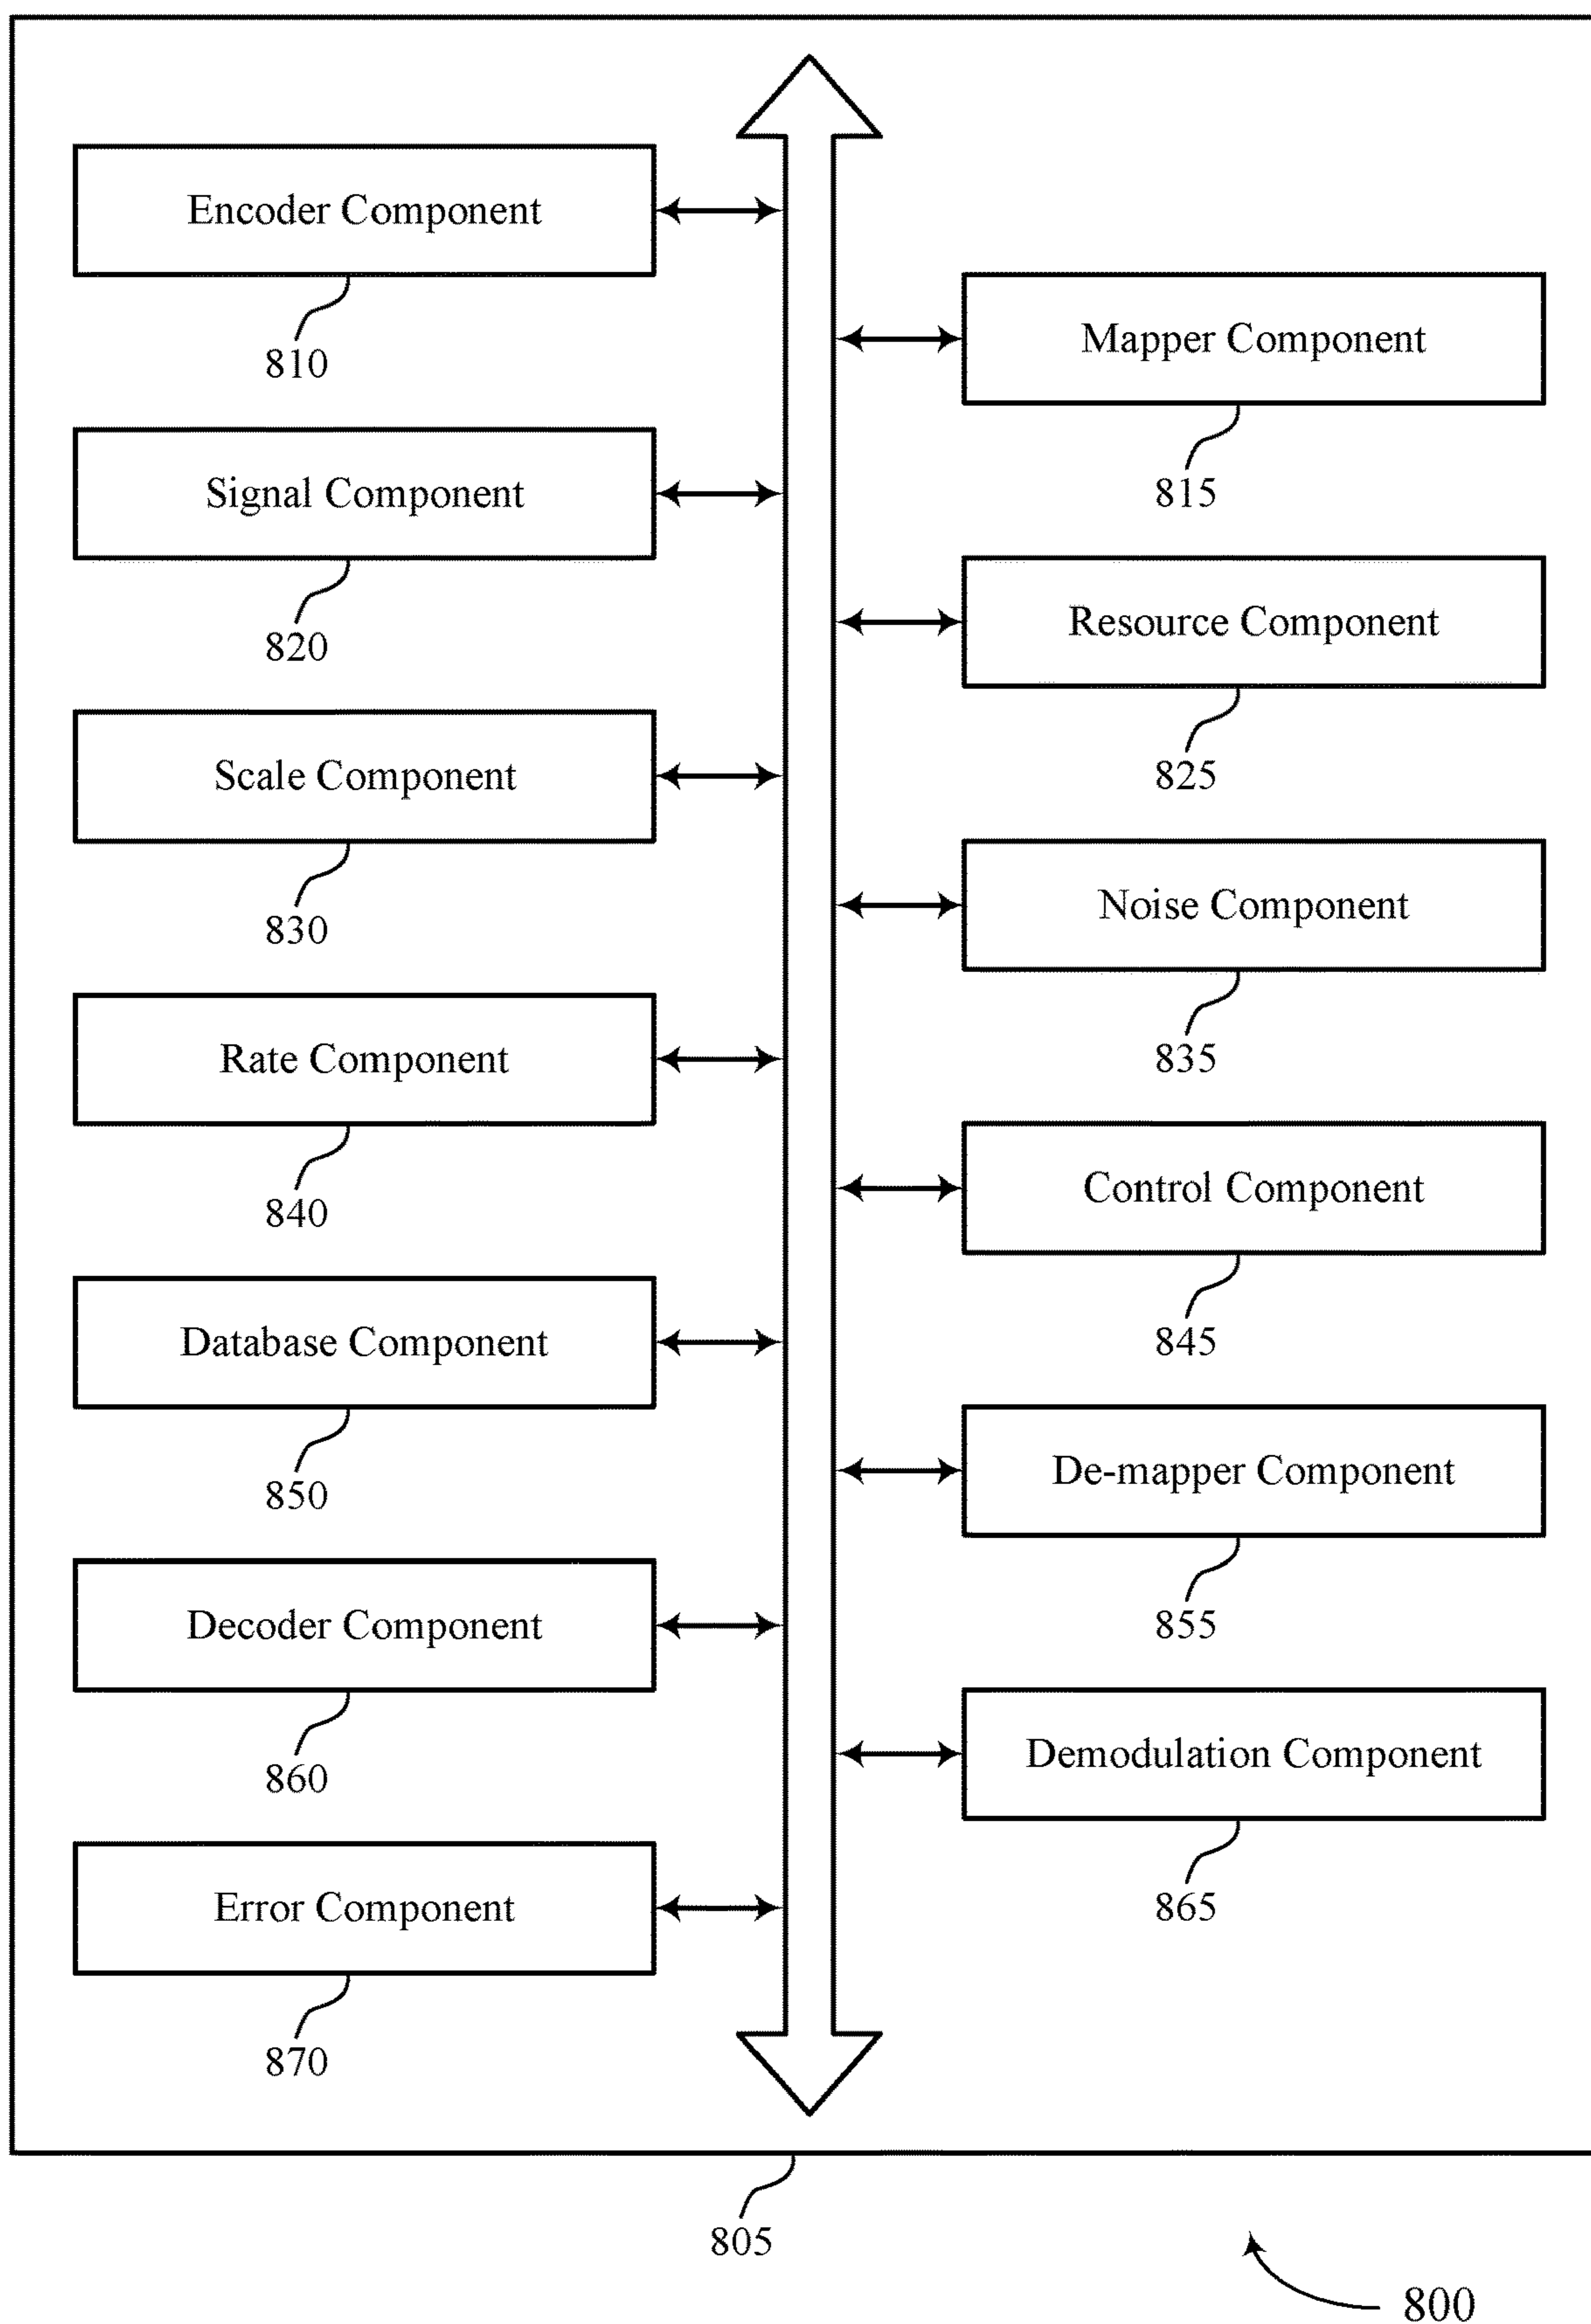 Encoder Component
810
Mapper Component
815
Signal Component
820
Resource Component
825
Scale Component
830
Noise Component
835
Rate Component
840
Control Component
845
Database Component
850
De-mapper Component
855
Decoder Component
860
Demodulation Component
865
Error Component
870
805
800